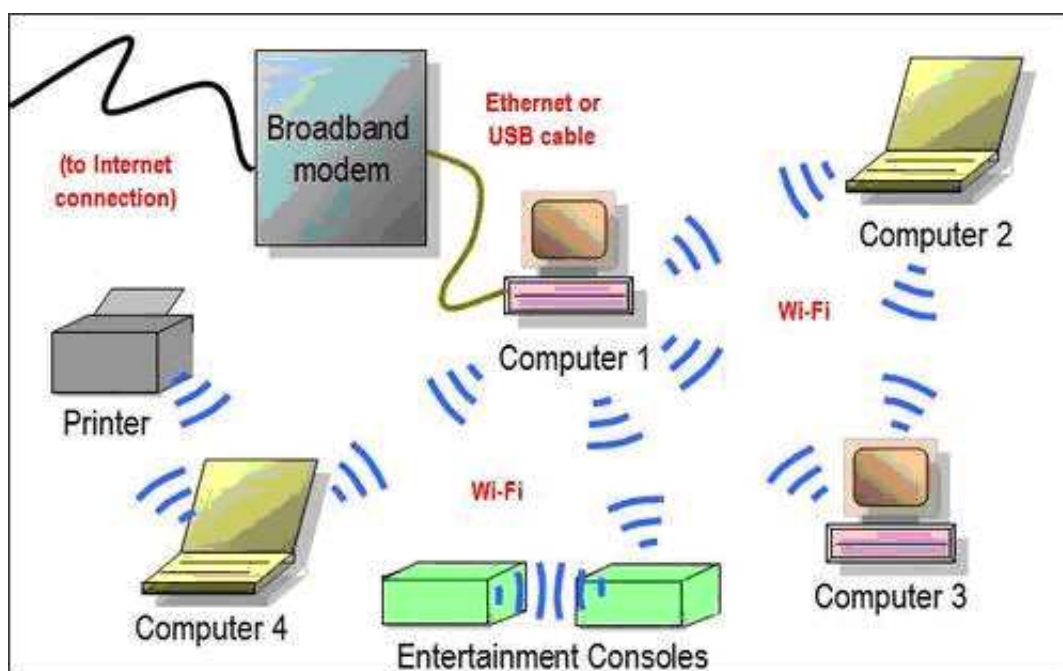 Broadband
modem
Ethernet or
USB cable
(to Internet
connection)
Computer 2
Wi-Fi
Computer 1
Printer
Wi-Fi
Computer 3
Computer 4
Entertainment Consoles